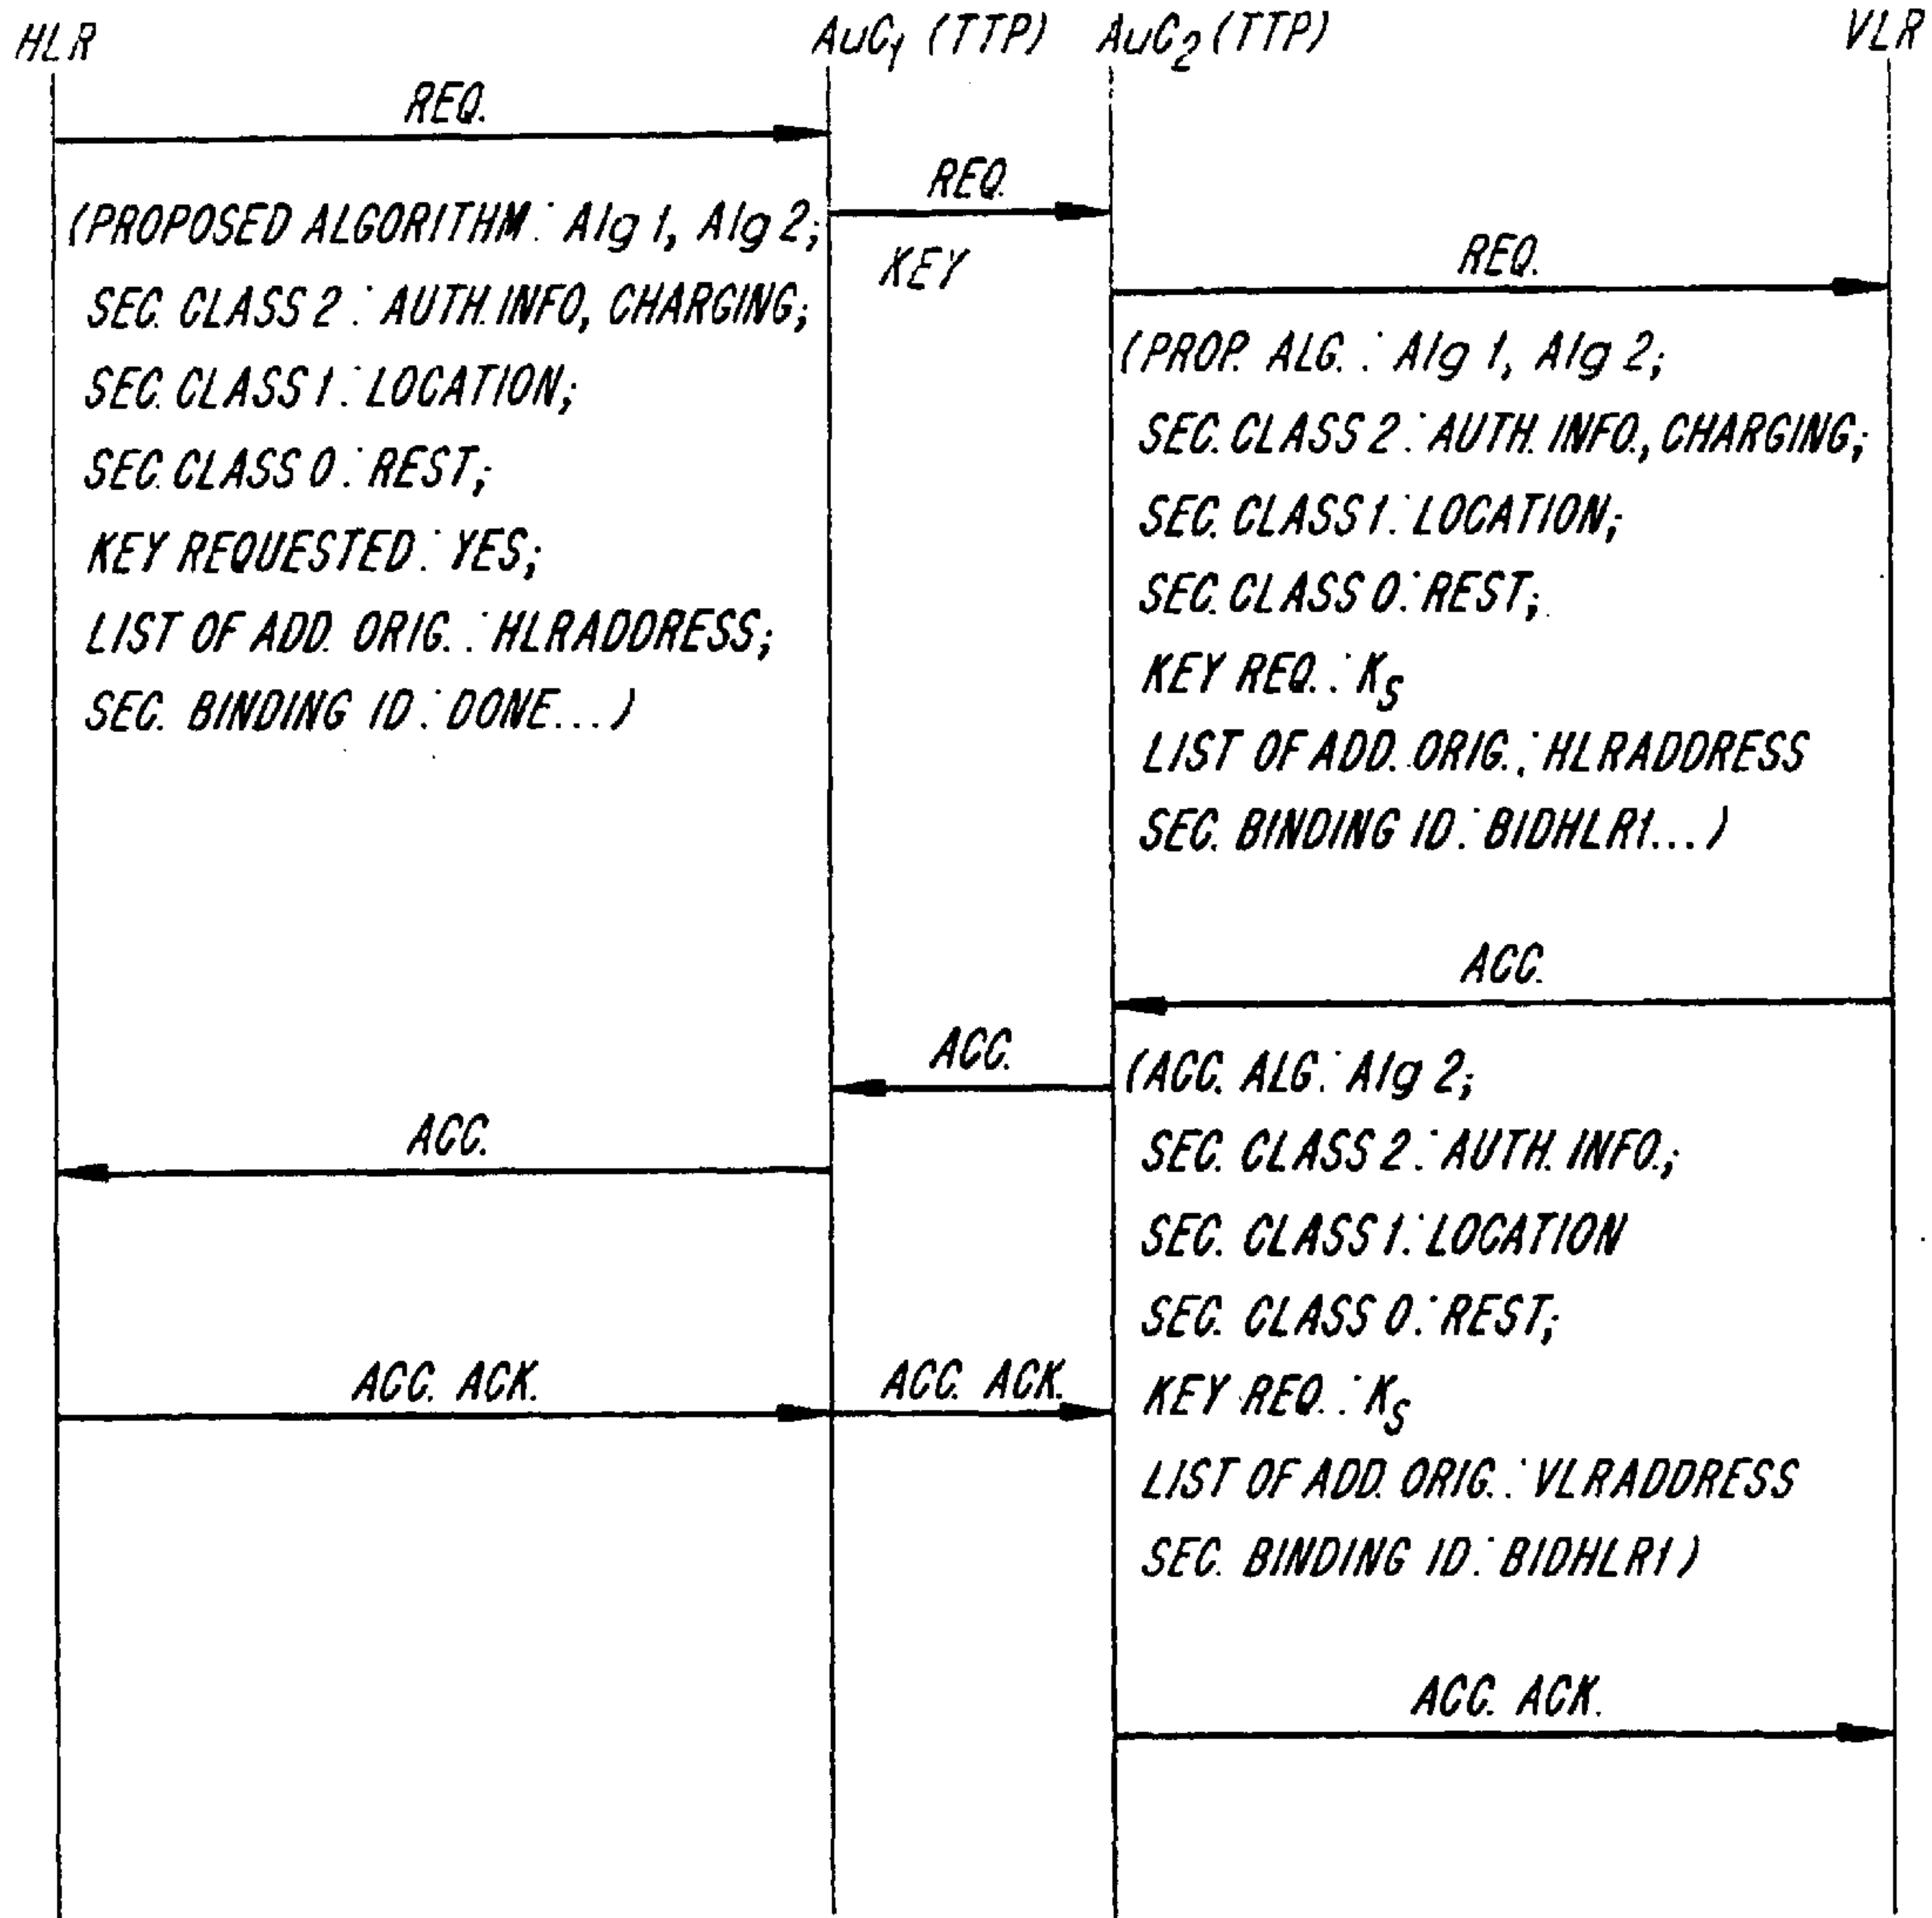 HLR AuC1 (TTP) AuC2 (TTP) VLR
REQ.
REQ.
KEY
REQ.
(PROPOSED ALGORITHM: Alg 1, Alg 2;
SEC. CLASS 2: AUTH. INFO, CHARGING;
SEC. CLASS 1: LOCATION;
SEC. CLASS 0: REST;
KEY REQUESTED: YES;
LIST OF ADD. ORIG.: HLRADDRESS;
SEC. BINDING ID: DONE...)
(PROP. ALG.: Alg 1, Alg 2;
SEC. CLASS 2: AUTH. INFO., CHARGING;
SEC. CLASS 1: LOCATION;
SEC. CLASS 0: REST;
KEY REQ.: KS
LIST OF ADD. ORIG.: HLRADDRESS
SEC. BINDING ID: BIDHLR1...)
ACC.
ACC.
ACC.
(ACC. ALG: Alg 2;
SEC. CLASS 2: AUTH. INFO.;
SEC. CLASS 1: LOCATION
SEC. CLASS 0: REST;
KEY REQ.: KS
LIST OF ADD. ORIG.: VLRADDRESS
SEC. BINDING ID: BIDHLR1)
ACC. ACK.
ACC. ACK.
ACC. ACK.